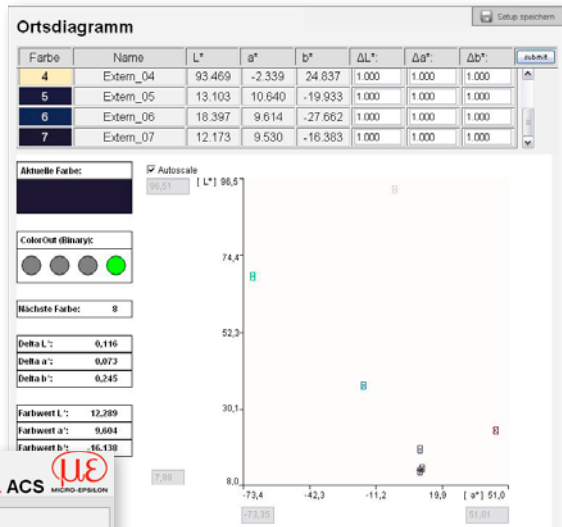 Setup speichern
Ortsdiagramm
Farbe Name L* a* b* ΔL*: Δa*: Δb*: submit
4 Extern_04 93.469 -2.339 24.837 1.000 1.000 1.000
5 Extern_05 13.103 10.640 -19.933 1.000 1.000 1.000
6 Extern_06 18.397 9.614 -27.662 1.000 1.000 1.000
7 Extern_07 12.173 9.530 -16.383 1.000 1.000 1.000
Aktuelle Farbe:
Autoscale
96,51 [ L*] 96,5
74,4
ColorOut (Binary):
Nächste Farbe: 8
52,3
Delta L*: 0,116
Delta a*: 0,073
Delta b*: 0,245
30,1
Farbwert L*: 12,289
Farbwert a*: 9,604
Farbwert b*: -16,138
7,99 8,0
-73,4 -42,3 -11,2 19,9 [ a*] 51,0
-73,35 51,01
ACS με
MICRO-EPSILON